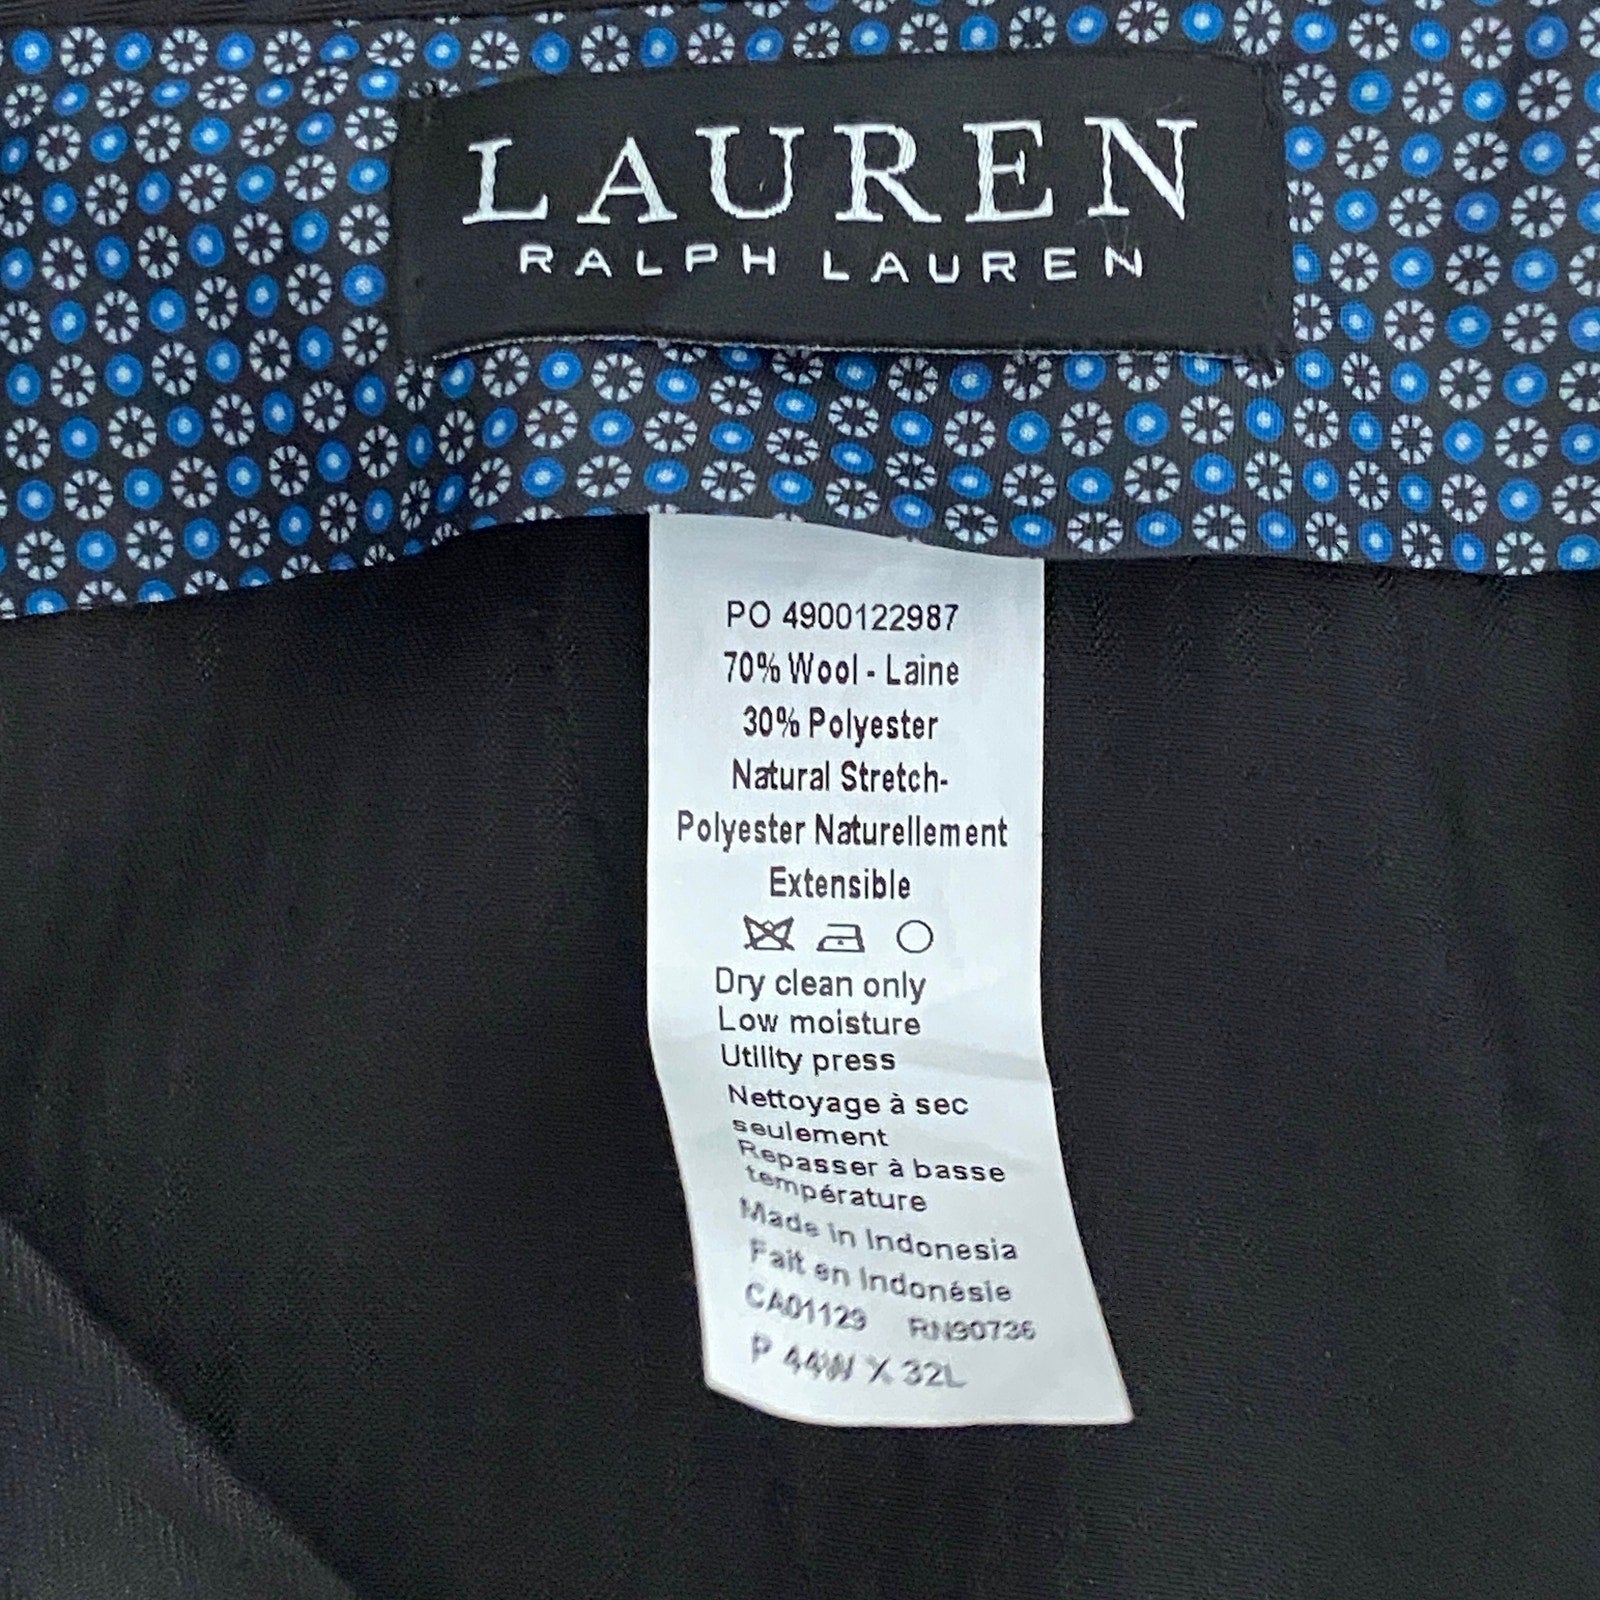 LAUREN
RALPH LAUREN
PO 4900122987
70% Wool - Laine
30% Polyester
Natural Stretch-
Polyester Naturellement
Extensible
Dry clean only
Low moisture
Utility press
Nettoyage à sec
seulement
Repasser à basse
température
Made in Indonesia
Fait en Indonésie
CA01129 RN90736
P 44W X 32L